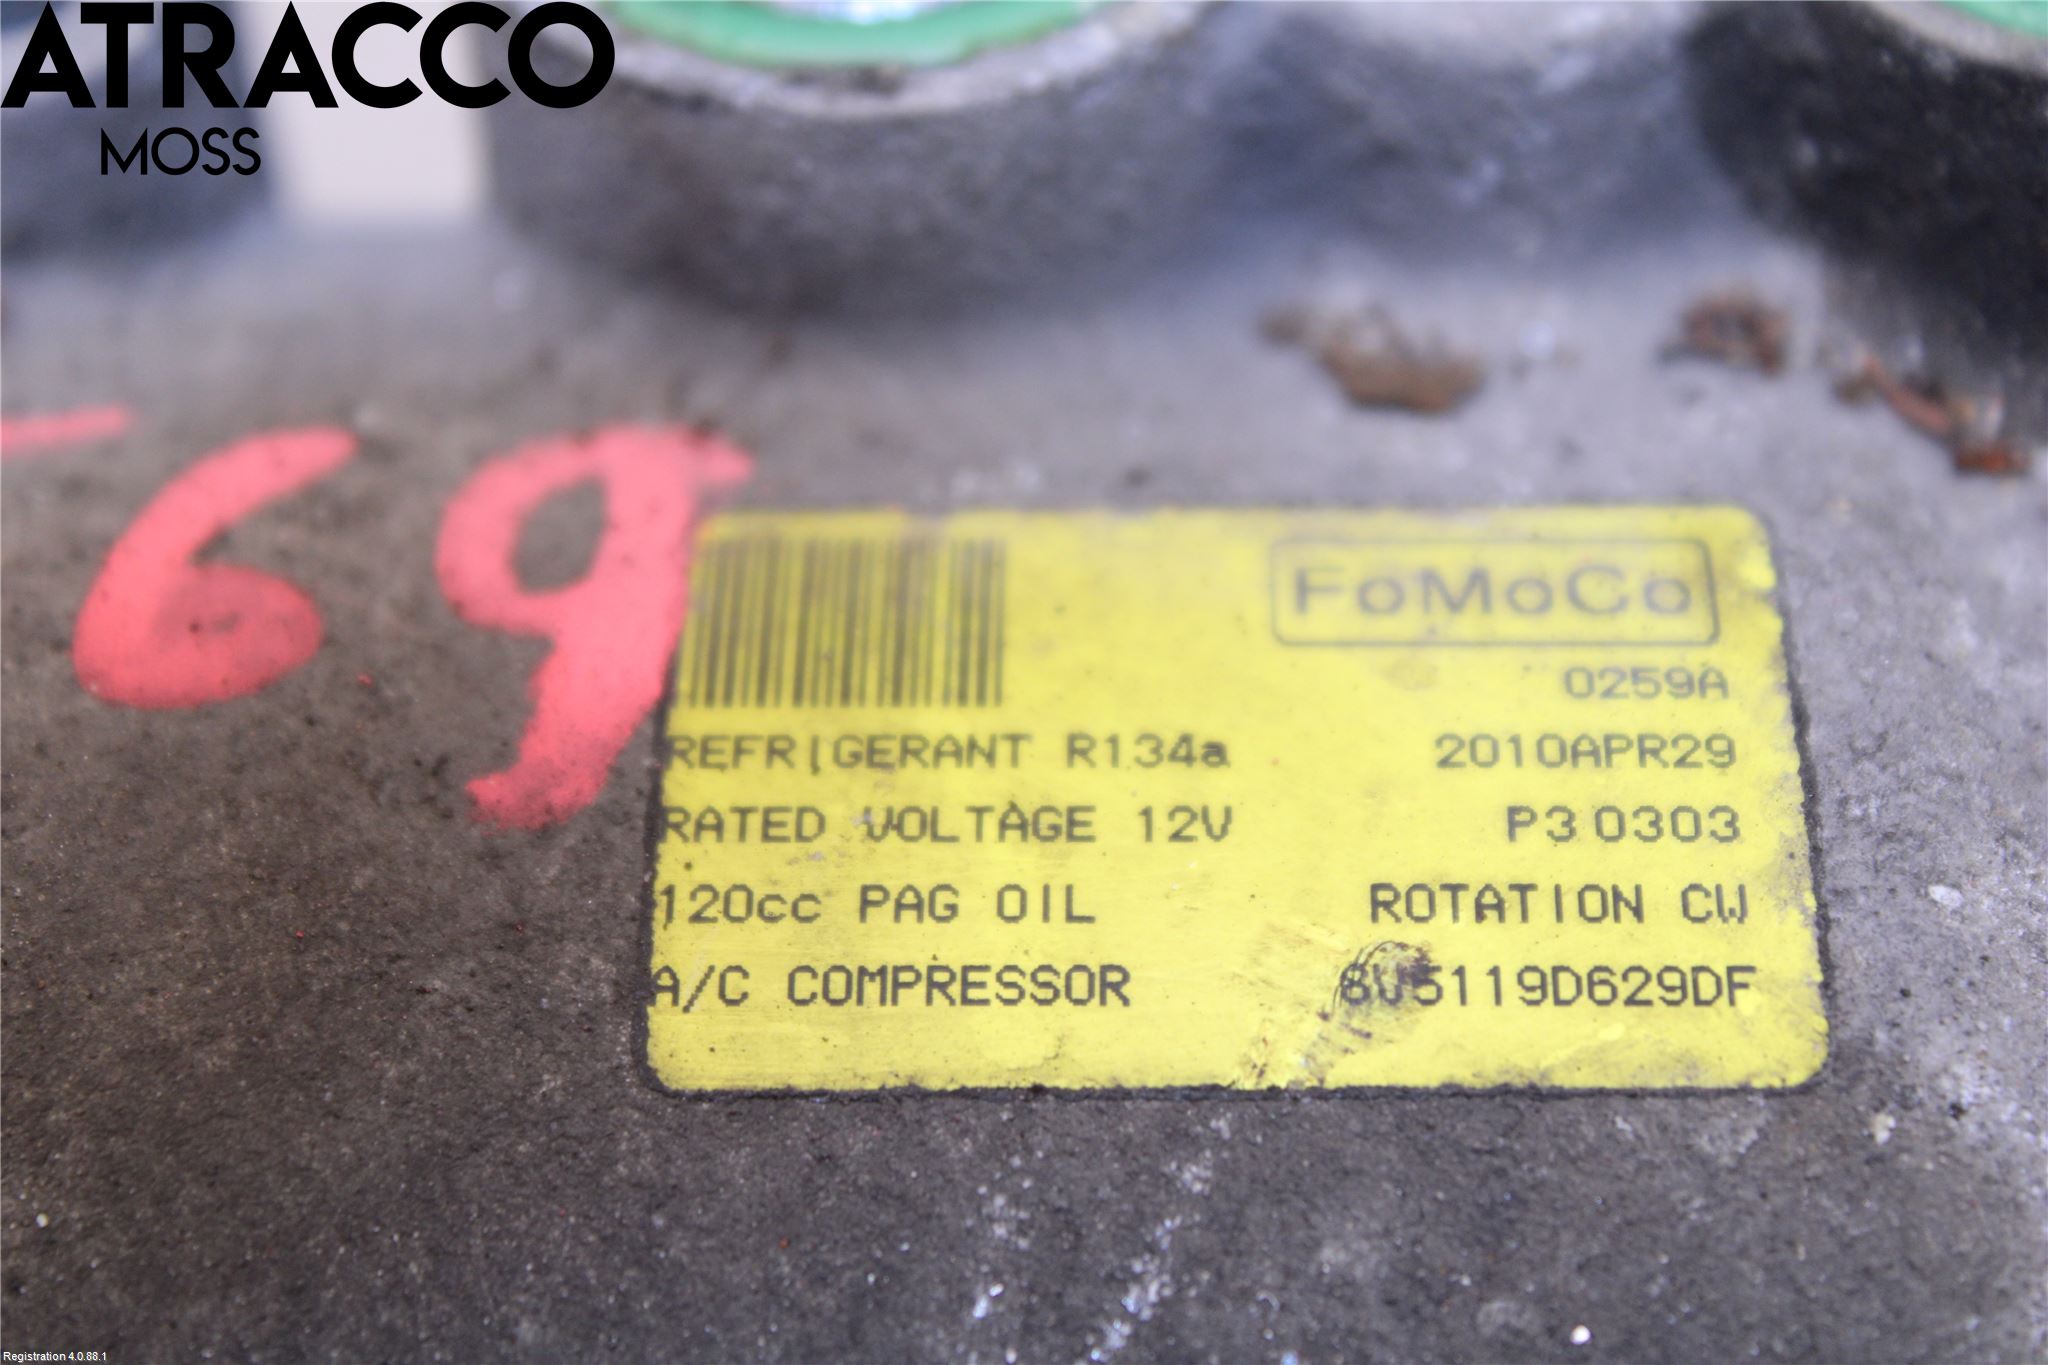 ATRACCO
MOSS
69
FoMoCo
0259A
REFRIGERANT R134a 2010APR29
RATED VOLTAGE 12V P30303
120cc PAG OIL ROTATION CW
A/C COMPRESSOR 8V5119D629DF
Registration 4.0.88.1